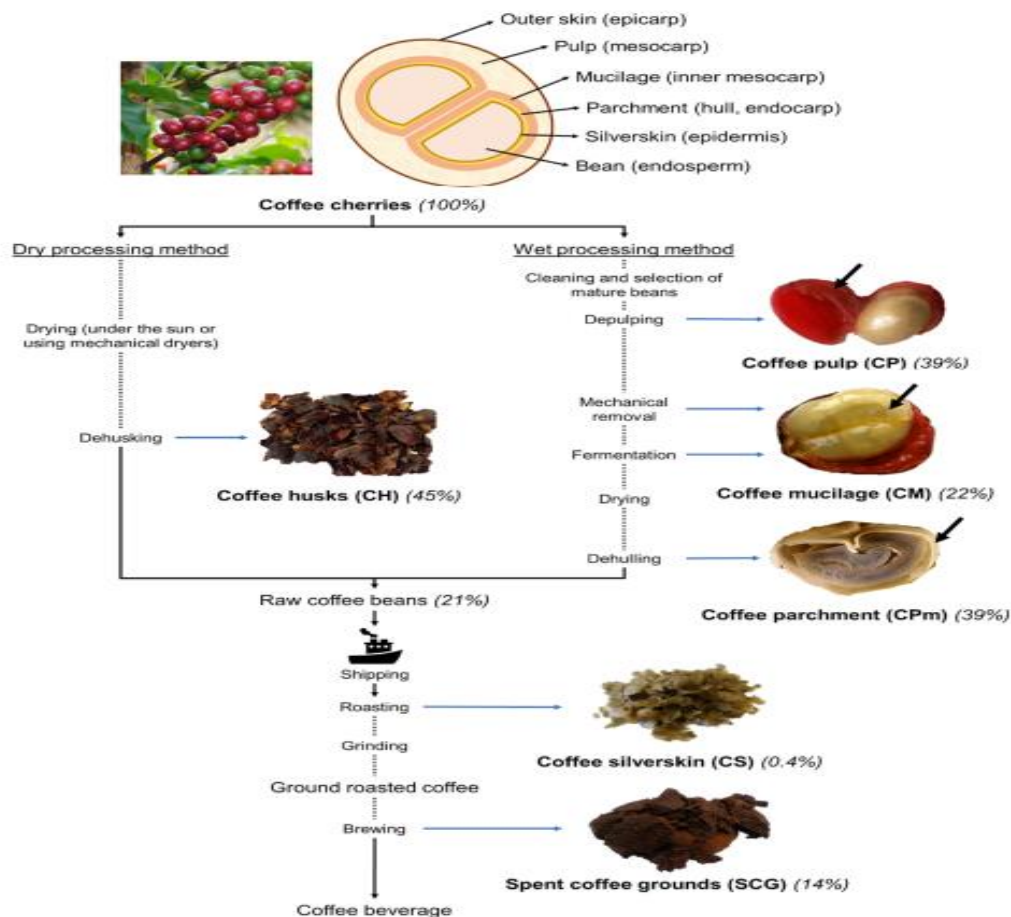 Outer skin (epicarp)
Pulp (mesocarp)
Mucilage (inner mesocarp)
Parchment (hull, endocarp)
Silverskin (epidermis)
Bean (endosperm)
Coffee cherries (100%)
Dry processing method
Wet processing method
Cleaning and selection of
mature beans
Depulping
Coffee pulp (CP) (39%)
Drying (under the sun or
using mechanical dryers)
Mechanical
removal
Dehusking
Fermentation
Coffee husks (CH) (45%)
Coffee mucilage (CM) (22%)
Drying
Dehulling
Coffee parchment (CPm) (39%)
Raw coffee beans (21%)
Shipping
Roasting
Grinding
Coffee silverskin (CS) (0.4%)
Ground roasted coffee
Brewing
Spent coffee grounds (SCG) (14%)
Coffee beverage